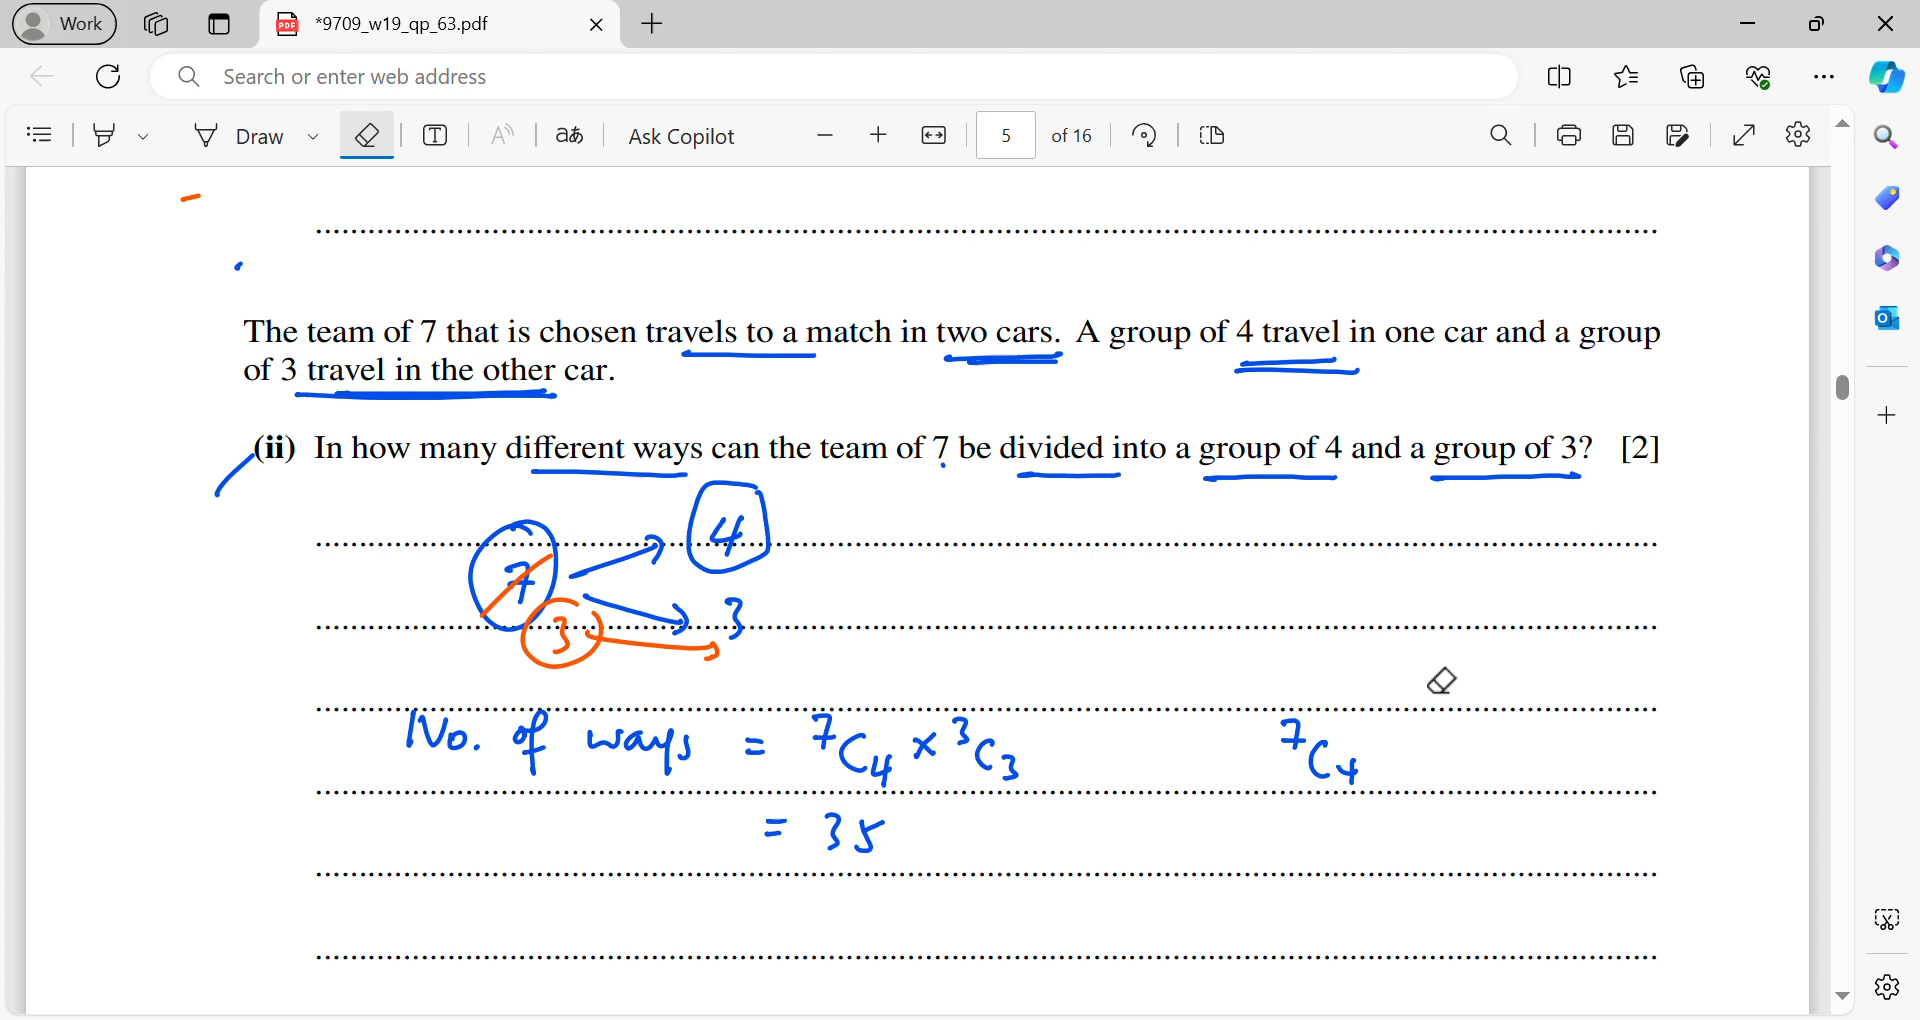 Work
*9709_w19_qp_63.pdf
Search or enter web address
Draw
aあ
Ask Copilot
5
of 16
The team of 7 that is chosen travels to a match in two cars. A group of 4 travel in one car and a group
of 3 travel in the other car.
(ii) In how many different ways can the team of 7 be divided into a group of 4 and a group of 3? [2]
7
4
3
3
No. of ways = ⁷C₄ × ³C₃
⁷C₄
= 35